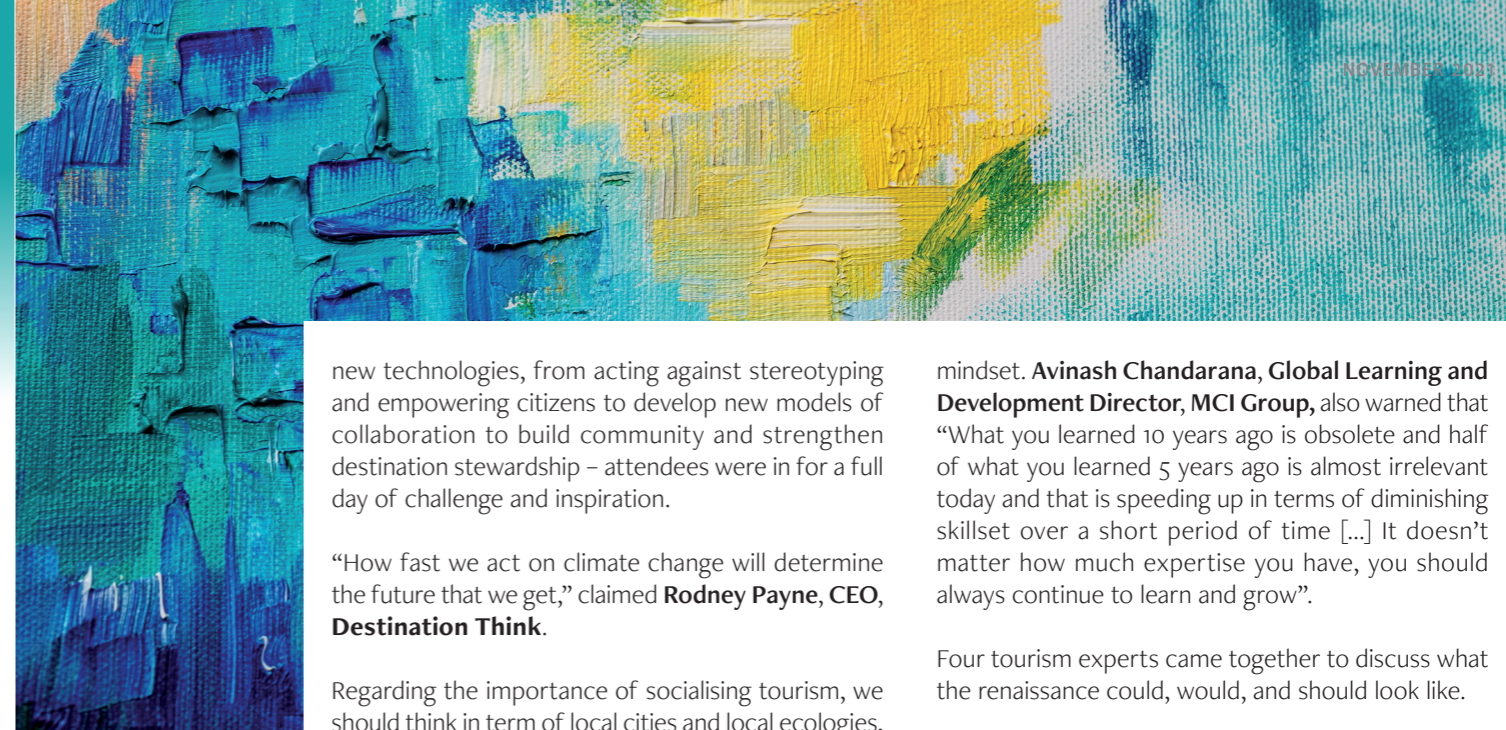 NOVEMBER 2021
new technologies, from acting against stereotyping
and empowering citizens to develop new models of
collaboration to build community and strengthen
destination stewardship – attendees were in for a full
day of challenge and inspiration.
“How fast we act on climate change will determine
the future that we get,” claimed Rodney Payne, CEO,
Destination Think.
Regarding the importance of socialising tourism, we
should think in term of local cities and local ecologies,
mindset. Avinash Chandarana, Global Learning and
Development Director, MCI Group, also warned that
“What you learned 10 years ago is obsolete and half
of what you learned 5 years ago is almost irrelevant
today and that is speeding up in terms of diminishing
skillset over a short period of time [...] It doesn’t
matter how much expertise you have, you should
always continue to learn and grow”.
Four tourism experts came together to discuss what
the renaissance could, would, and should look like.